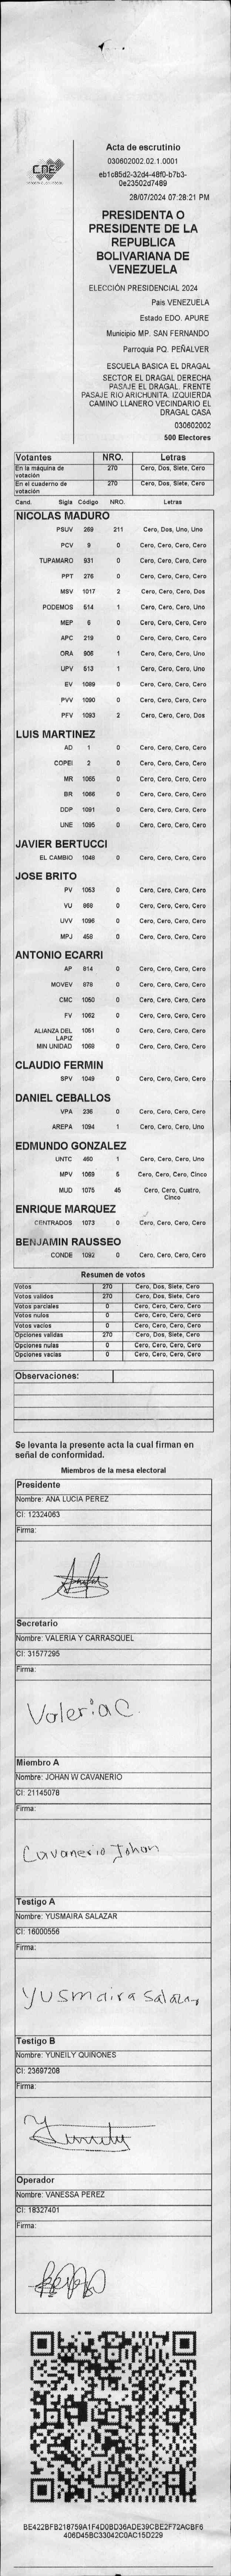 CNE
Acta de escrutinio
030602002.02.1.0001
eb1c85d2-32d4-48f0-b7b3-
0e23502d7489
28/07/2024 07:28:21 PM
PRESIDENTA O
PRESIDENTE DE LA
REPUBLICA
BOLIVARIANA DE
VENEZUELA
ELECCIÓN PRESIDENCIAL 2024
Pais VENEZUELA
Estado EDO. APURE
Municipio MP. SAN FERNANDO
Parroquia PQ. PEÑALVER
ESCUELA BASICA EL DRAGAL
SECTOR EL DRAGAL DERECHA
PASAJE EL DRAGAL. FRENTE
PASAJE RIO ARICHUNITA. IZQUIERDA
CAMINO LLANERO VECINDARIO EL
DRAGAL CASA
030602002
500 Electores
Votantes NRO. Letras
En la máquina de votación 270 Cero, Dos, Siete, Cero
En el cuaderno de votación 270 Cero, Dos, Siete, Cero
Cand. Sigla Código NRO. Letras
NICOLAS MADURO
PSUV 269 211 Cero, Dos, Uno, Uno
PCV 9 0 Cero, Cero, Cero, Cero
TUPAMARO 931 0 Cero, Cero, Cero, Cero
PPT 276 0 Cero, Cero, Cero, Cero
MSV 1017 2 Cero, Cero, Cero, Dos
PODEMOS 614 1 Cero, Cero, Cero, Uno
MEP 6 0 Cero, Cero, Cero, Cero
APC 219 0 Cero, Cero, Cero, Cero
ORA 906 1 Cero, Cero, Cero, Uno
UPV 613 1 Cero, Cero, Cero, Uno
EV 1089 0 Cero, Cero, Cero, Cero
PVV 1090 0 Cero, Cero, Cero, Cero
PFV 1093 2 Cero, Cero, Cero, Dos
LUIS MARTINEZ
AD 1 0 Cero, Cero, Cero, Cero
COPEI 2 0 Cero, Cero, Cero, Cero
MR 1065 0 Cero, Cero, Cero, Cero
BR 1066 0 Cero, Cero, Cero, Cero
DDP 1091 0 Cero, Cero, Cero, Cero
UNE 1095 0 Cero, Cero, Cero, Cero
JAVIER BERTUCCI
EL CAMBIO 1048 0 Cero, Cero, Cero, Cero
JOSE BRITO
PV 1053 0 Cero, Cero, Cero, Cero
VU 868 0 Cero, Cero, Cero, Cero
UVV 1096 0 Cero, Cero, Cero, Cero
MPJ 458 0 Cero, Cero, Cero, Cero
ANTONIO ECARRI
AP 814 0 Cero, Cero, Cero, Cero
MOVEV 878 0 Cero, Cero, Cero, Cero
CMC 1050 0 Cero, Cero, Cero, Cero
FV 1062 0 Cero, Cero, Cero, Cero
ALIANZA DEL LAPIZ 1051 0 Cero, Cero, Cero, Cero
MIN UNIDAD 1068 0 Cero, Cero, Cero, Cero
CLAUDIO FERMIN
SPV 1049 0 Cero, Cero, Cero, Cero
DANIEL CEBALLOS
VPA 236 0 Cero, Cero, Cero, Cero
AREPA 1094 1 Cero, Cero, Cero, Uno
EDMUNDO GONZALEZ
UNTC 460 1 Cero, Cero, Cero, Uno
MPV 1069 5 Cero, Cero, Cero, Cinco
MUD 1075 45 Cero, Cero, Cuatro, Cinco
ENRIQUE MARQUEZ
CENTRADOS 1073 0 Cero, Cero, Cero, Cero
BENJAMIN RAUSSEO
CONDE 1092 0 Cero, Cero, Cero, Cero
Resumen de votos
Votos 270 Cero, Dos, Siete, Cero
Votos validos 270 Cero, Dos, Siete, Cero
Votos parciales 0 Cero, Cero, Cero, Cero
Votos nulos 0 Cero, Cero, Cero, Cero
Votos vacios 0 Cero, Cero, Cero, Cero
Opciones validas 270 Cero, Dos, Siete, Cero
Opciones nulas 0 Cero, Cero, Cero, Cero
Opciones vacias 0 Cero, Cero, Cero, Cero
Observaciones:
Se levanta la presente acta la cual firman en
señal de conformidad.
Miembros de la mesa electoral
Presidente
Nombre: ANA LUCIA PEREZ
CI: 12324063
Firma:
Secretario
Nombre: VALERIA Y CARRASQUEL
CI: 31577295
Firma:
Valeria C.
Miembro A
Nombre: JOHAN W CAVANERIO
CI: 21145078
Firma:
Cavanerio Johan
Testigo A
Nombre: YUSMAIRA SALAZAR
CI: 16000556
Firma:
Yusmaira Salazar
Testigo B
Nombre: YUNEILY QUIÑONES
CI: 23697208
Firma:
Operador
Nombre: VANESSA PEREZ
CI: 18327401
Firma:
BE422BFB218759A1F4D0BD36ADE39CBE2F72ACBF6
406D45BC33042C0AC15D229